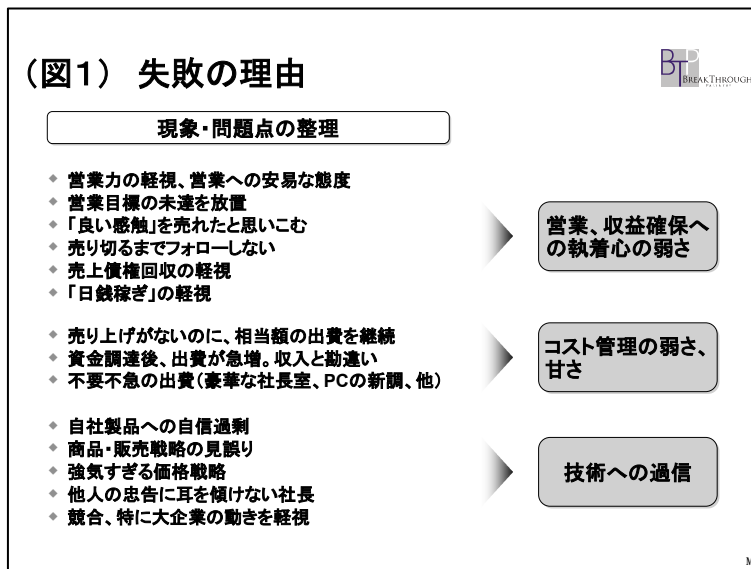 （図１） 失敗の理由
BTP
BREAKTHROUGH
現象・問題点の整理
営業力の軽視、営業への安易な態度
営業目標の未達を放置
「良い感触」を売れたと思いこむ
売り切るまでフォローしない
売上債権回収の軽視
「日銭稼ぎ」の軽視
営業、収益確保へ
の執着心の弱さ
売り上げがないのに、相当額の出費を継続
資金調達後、出費が急増。収入と勘違い
不要不急の出費（豪華な社長室、PCの新調、他）
コスト管理の弱さ、
甘さ
自社製品への自信過剰
商品・販売戦略の見誤り
強気すぎる価格戦略
他人の忠告に耳を傾けない社長
競合、特に大企業の動きを軽視
技術への過信